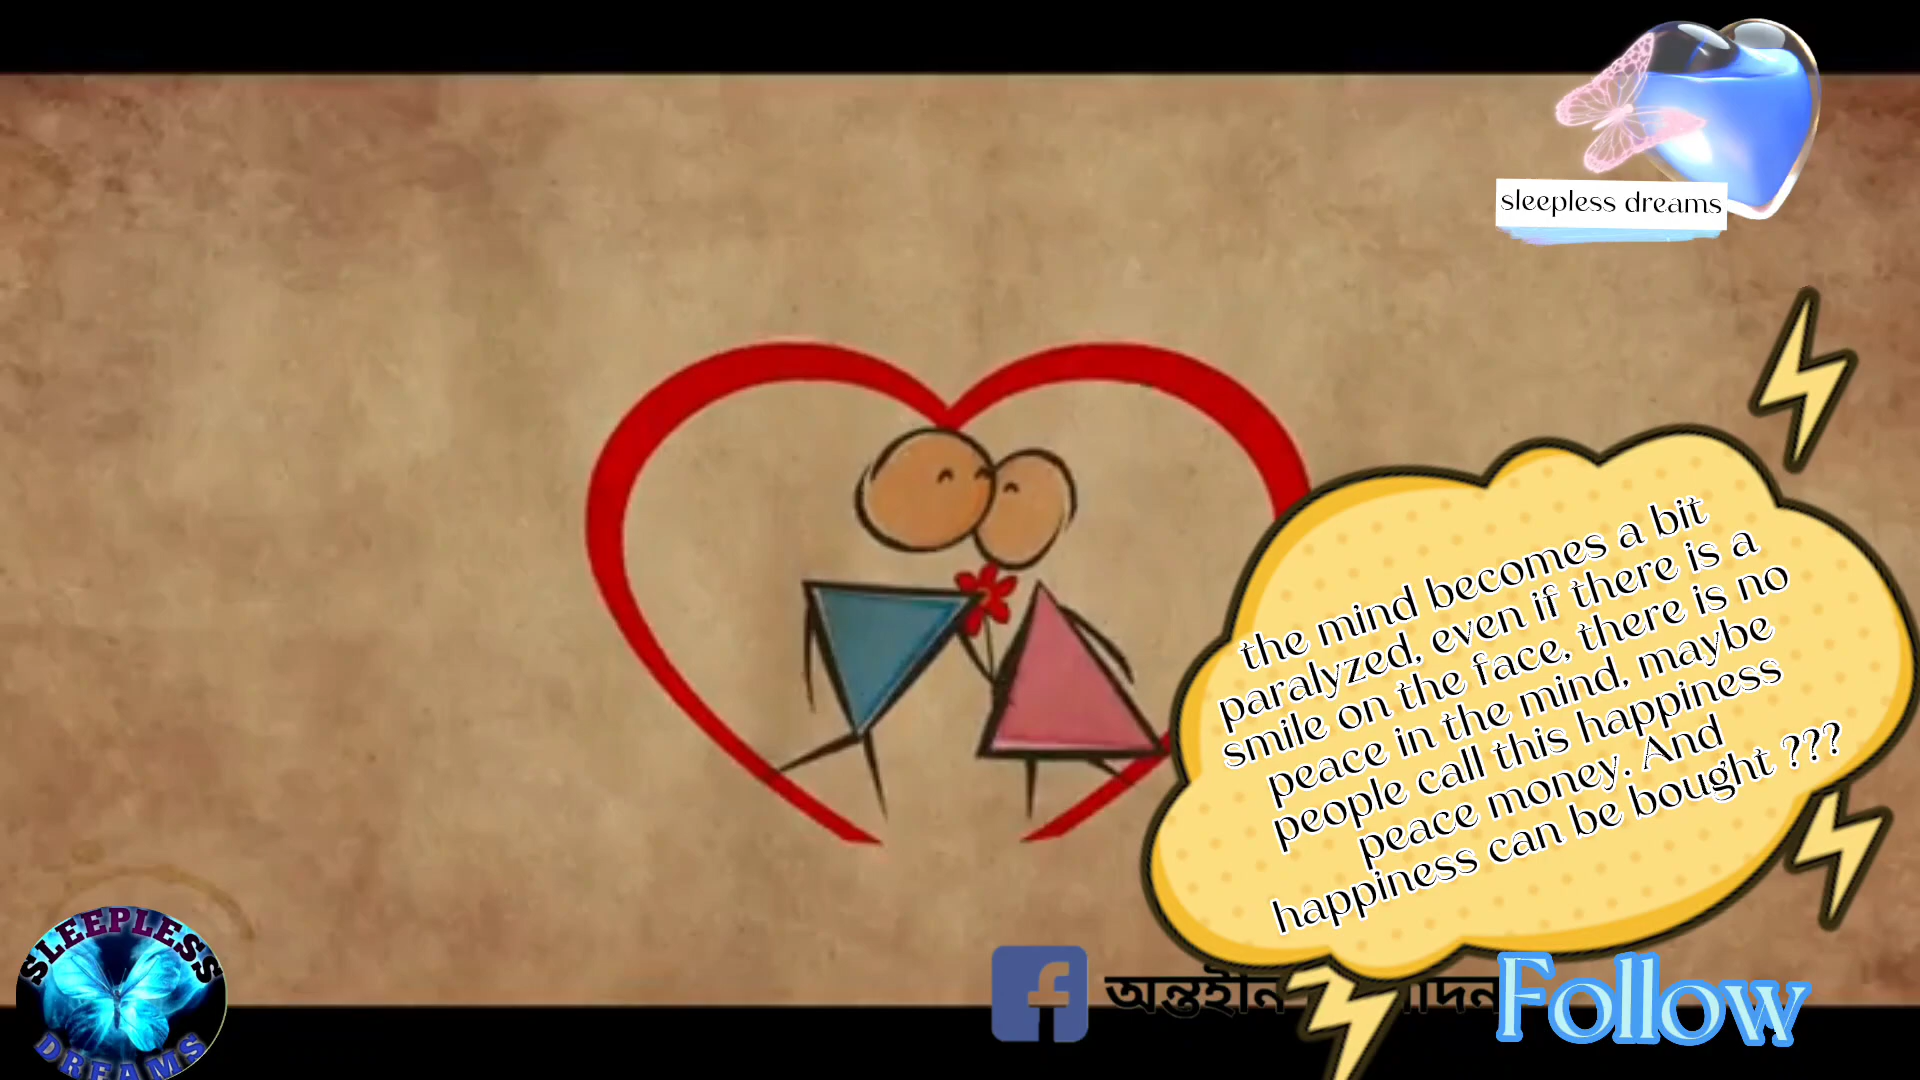 sleepless dreams
the mind becomes a bit
paralyzed, even if there is a
smile on the face, there is no
peace in the mind, maybe
people call this happiness
peace money. And
happiness can be bought ???
SLEEPLESS
DREAMS
অন্তহীন
Follow